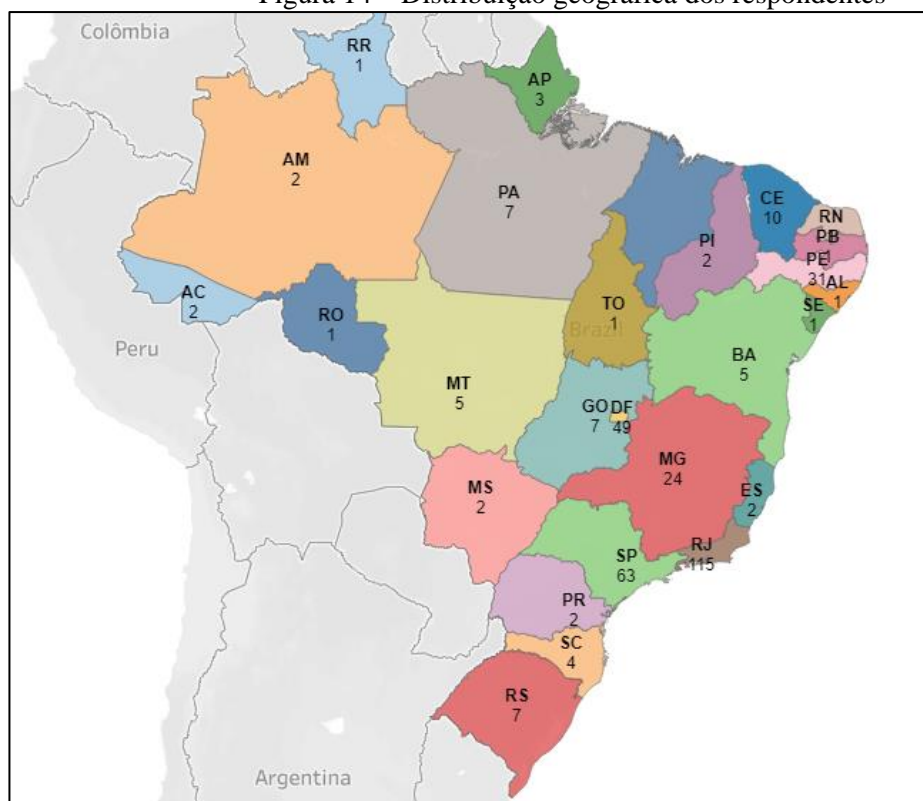 Figura 14 – Distribuição geográfica dos respondentes
Colômbia
RR
1
AP
3
AM
2
PA
7
CE
10
RN
PB
1
PI
2
PE
31
AL
1
SE
1
AC
2
RO
1
TO
1
Brazil
Peru
BA
5
MT
5
GO
7
DF
49
MG
24
ES
2
MS
2
RJ
115
SP
63
PR
2
SC
4
RS
7
Argentina